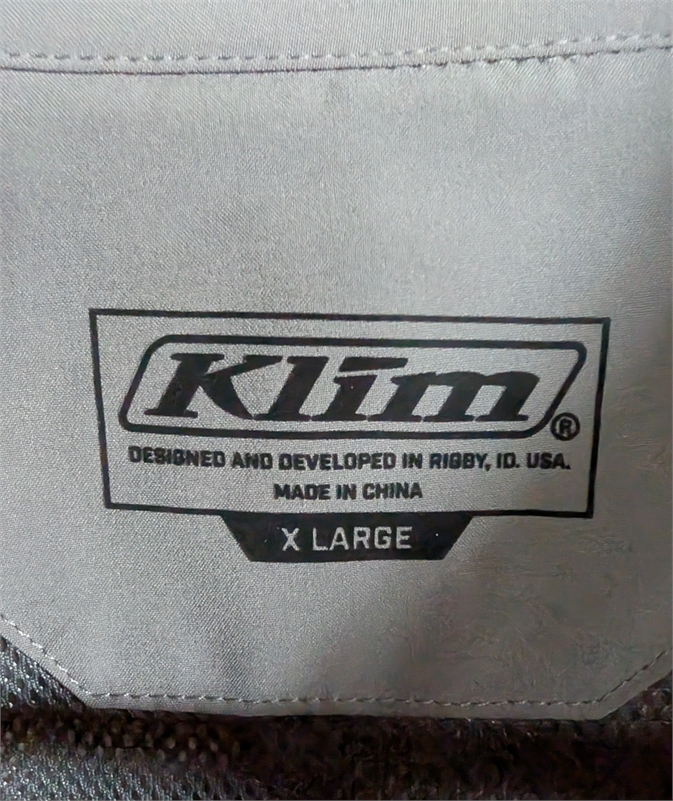 Klim®
DESIGNED AND DEVELOPED IN RIGBY, ID. USA.
MADE IN CHINA
X LARGE